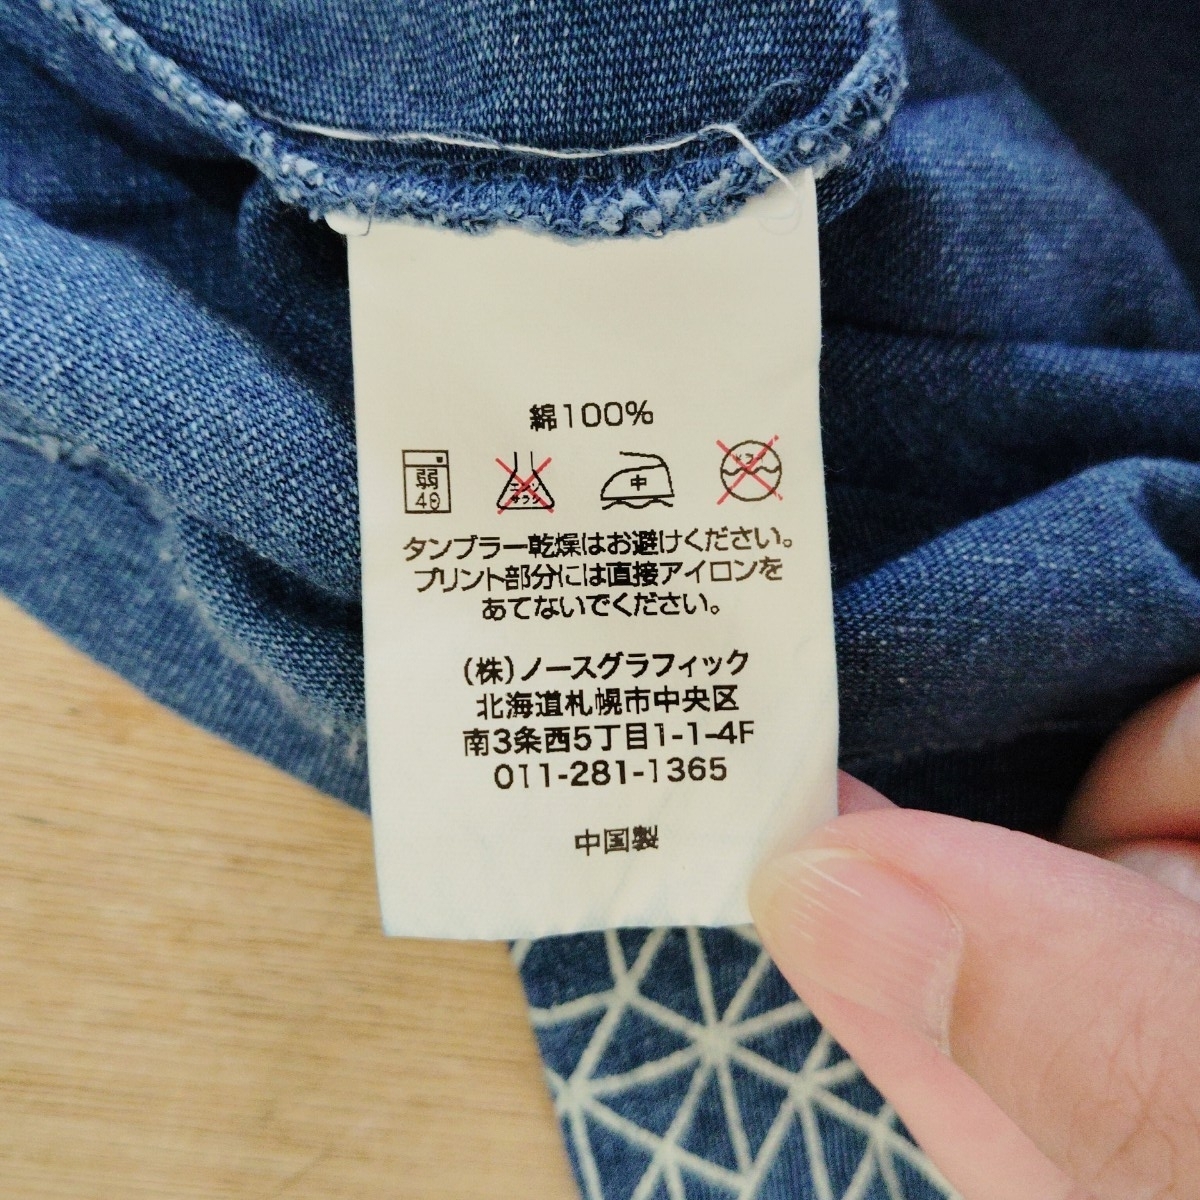 綿100%
弱 40 エンソサラシ 中 ドライ
タンブラー乾燥はお避けください。
プリント部分には直接アイロンを
あてないでください。
(株)ノースグラフィック
北海道札幌市中央区
南3条西5丁目1-1-4F
011-281-1365
中国製